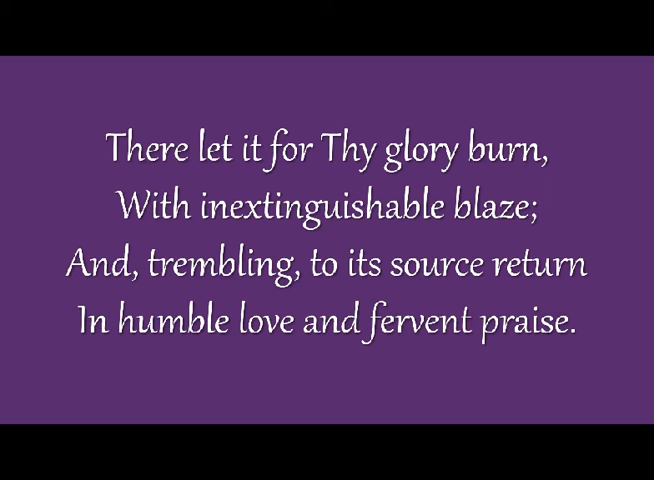 There let it for Thy glory burn,
With inextinguishable blaze;
And, trembling, to its source return
In humble love and fervent praise.